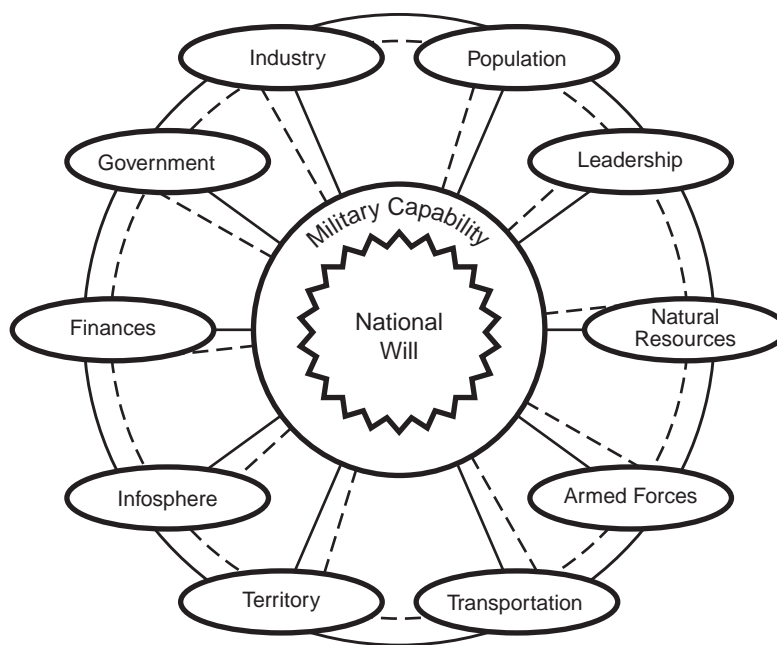 Industry
Population
Government
Leadership
Military Capability
National
Will
Finances
Natural
Resources
Infosphere
Armed Forces
Territory
Transportation